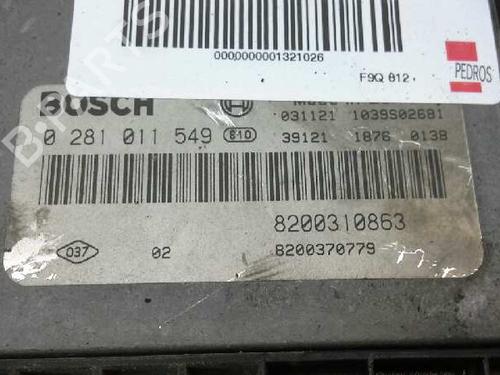 0000000001321026
F9Q 812
PEDROS
BOSCH
031121 1039S02681
0 281 011 549 810
39121 1876 0138
8200310863
037
02
8200370779